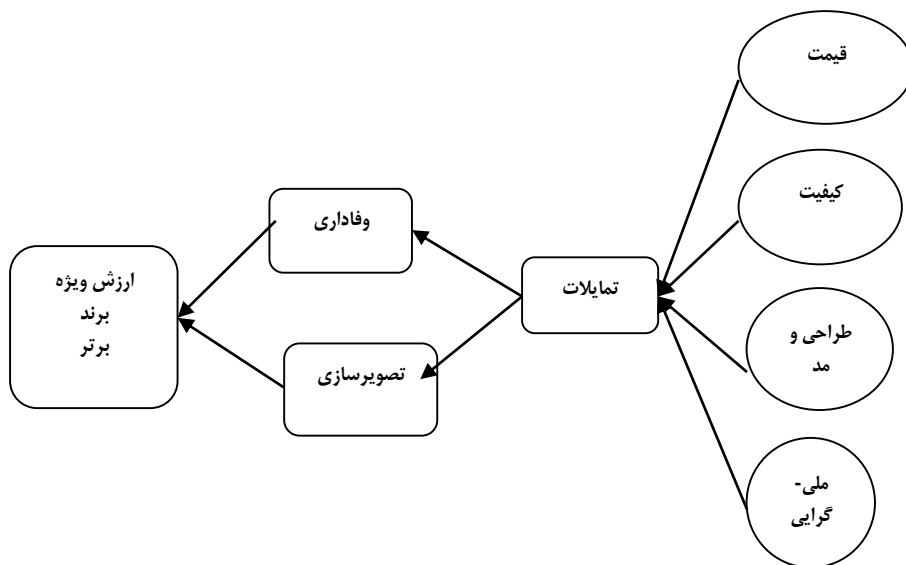 قیمت
کیفیت
طراحی و
مد
ملی-
گرایی
تمایلات
وفاداری
تصویرسازی
ارزش ویژه
برند
برتر